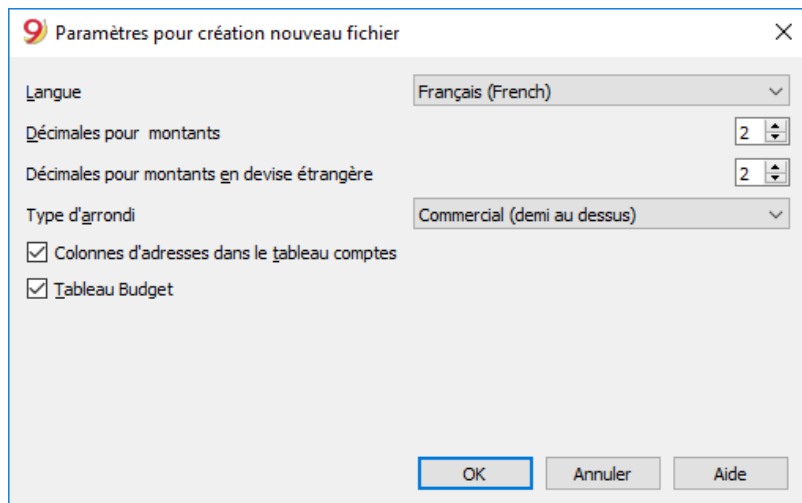 9 Paramètres pour création nouveau fichier
Langue Français (French)
Décimales pour montants 2
Décimales pour montants en devise étrangère 2
Type d'arrondi Commercial (demi au dessus)
Colonnes d'adresses dans le tableau comptes
Tableau Budget
OK Annuler Aide